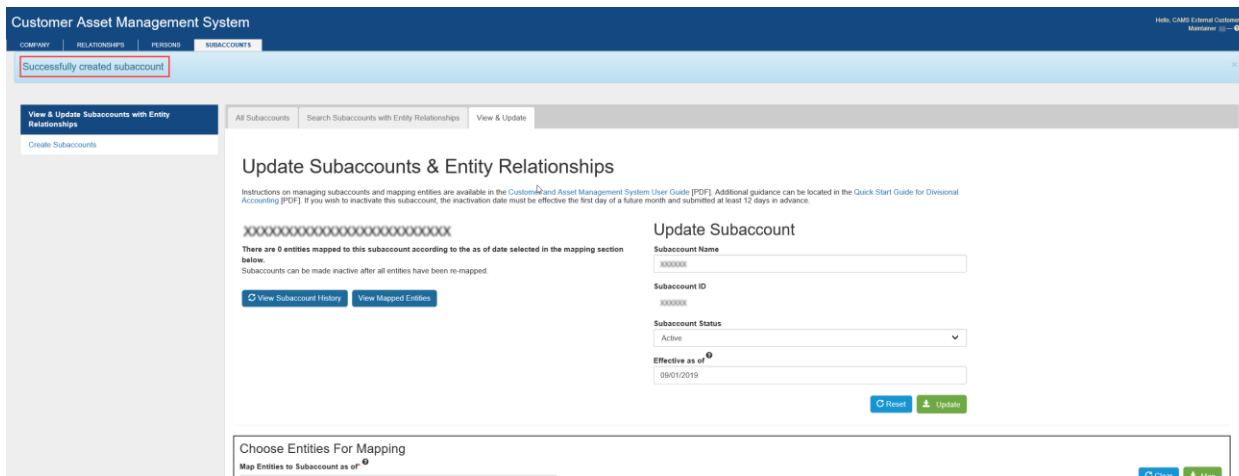 Customer Asset Management System
Hello, CAMS External Customer
Maintainer
COMPANY RELATIONSHIPS PERSONS SUBACCOUNTS
Successfully created subaccount
×
View & Update Subaccounts with Entity
Relationships
Create Subaccounts
All Subaccounts Search Subaccounts with Entity Relationships View & Update
Update Subaccounts & Entity Relationships
Instructions on managing subaccounts and mapping entities are available in the Customer and Asset Management System User Guide [PDF]. Additional guidance can be located in the Quick Start Guide for Divisional
Accounting [PDF]. If you wish to inactivate this subaccount, the inactivation date must be effective the first day of a future month and submitted at least 12 days in advance.
XXXXXXXXXXXXXXXXXXXXXXXXX
There are 0 entities mapped to this subaccount according to the as of date selected in the mapping section
below.
Subaccounts can be made inactive after all entities have been re-mapped.
View Subaccount History View Mapped Entities
Update Subaccount
Subaccount Name
XXXXXX
Subaccount ID
XXXXXX
Subaccount Status
Active
Effective as of
09/01/2019
Reset Update
Choose Entities For Mapping
Map Entities to Subaccount as of*
Clear Map